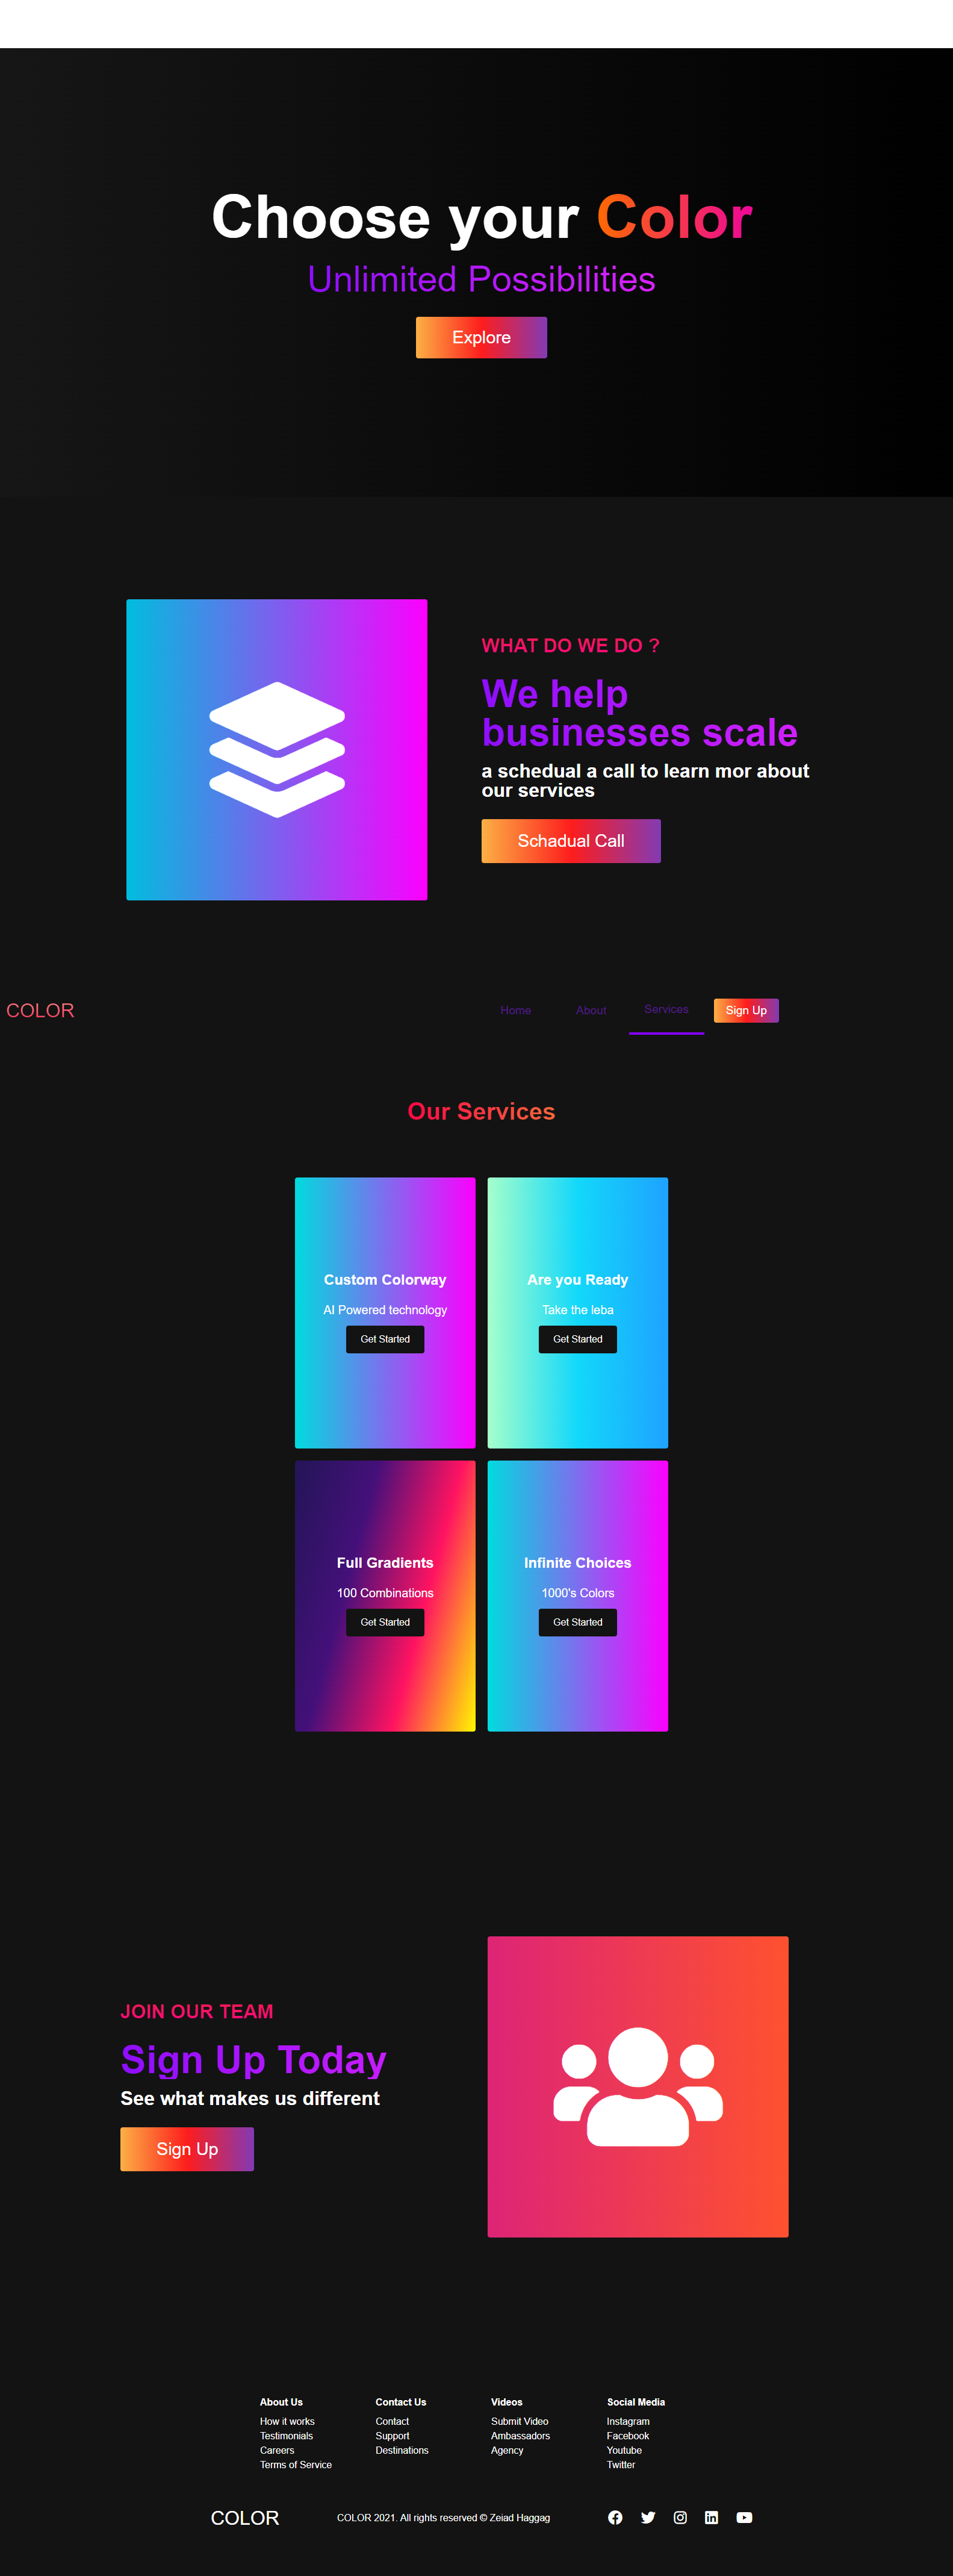 Choose your Color
Unlimited Possibilities
Explore
WHAT DO WE DO ?
We help
businesses scale
a schedual a call to learn mor about
our services
Schadual Call
COLOR
Home
About
Services
Sign Up
Our Services
Custom Colorway
AI Powered technology
Get Started
Are you Ready
Take the leba
Get Started
Full Gradients
100 Combinations
Get Started
Infinite Choices
1000's Colors
Get Started
JOIN OUR TEAM
Sign Up Today
See what makes us different
Sign Up
About Us
How it works
Testimonials
Careers
Terms of Service
Contact Us
Contact
Support
Destinations
Videos
Submit Video
Ambassadors
Agency
Social Media
Instagram
Facebook
Youtube
Twitter
COLOR
COLOR 2021. All rights reserved © Zeiad Haggag